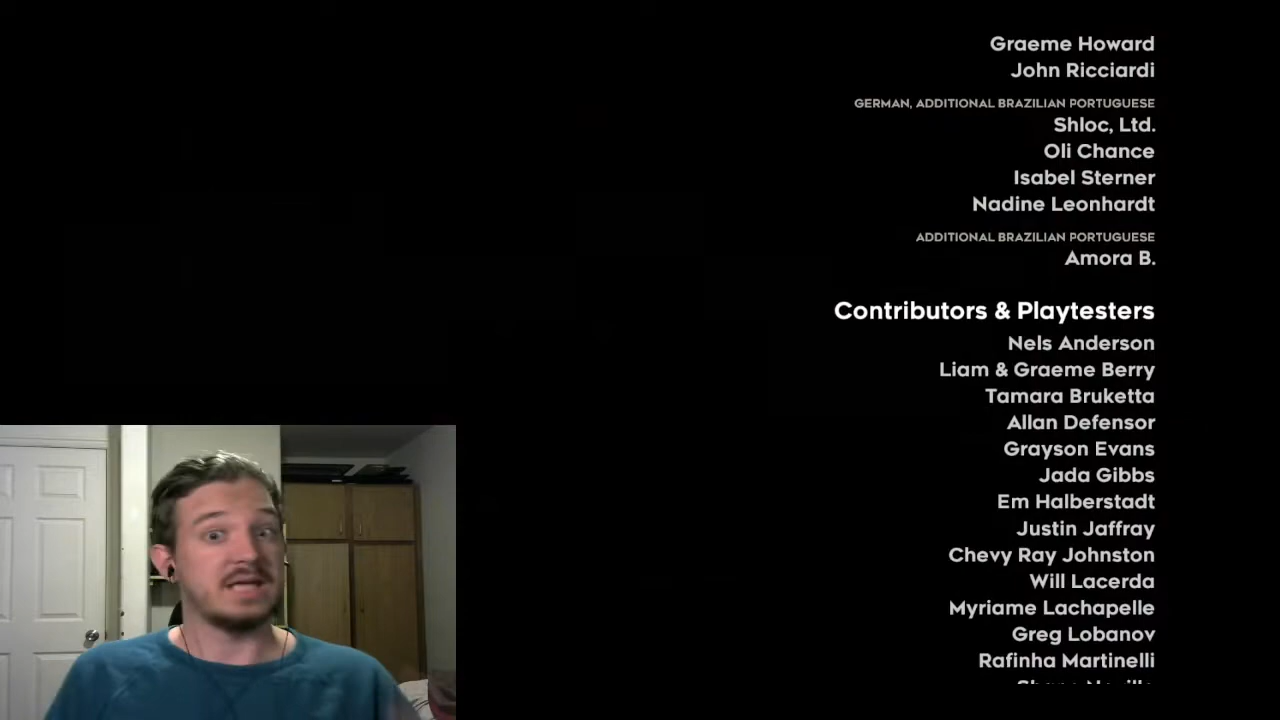 Graeme Howard
John Ricciardi
GERMAN, ADDITIONAL BRAZILIAN PORTUGUESE
Shloc, Ltd.
Oli Chance
Isabel Sterner
Nadine Leonhardt
ADDITIONAL BRAZILIAN PORTUGUESE
Amora B.
Contributors & Playtesters
Nels Anderson
Liam & Graeme Berry
Tamara Bruketta
Allan Defensor
Grayson Evans
Jada Gibbs
Em Halberstadt
Justin Jaffray
Chevy Ray Johnston
Will Lacerda
Myriame Lachapelle
Greg Lobanov
Rafinha Martinelli